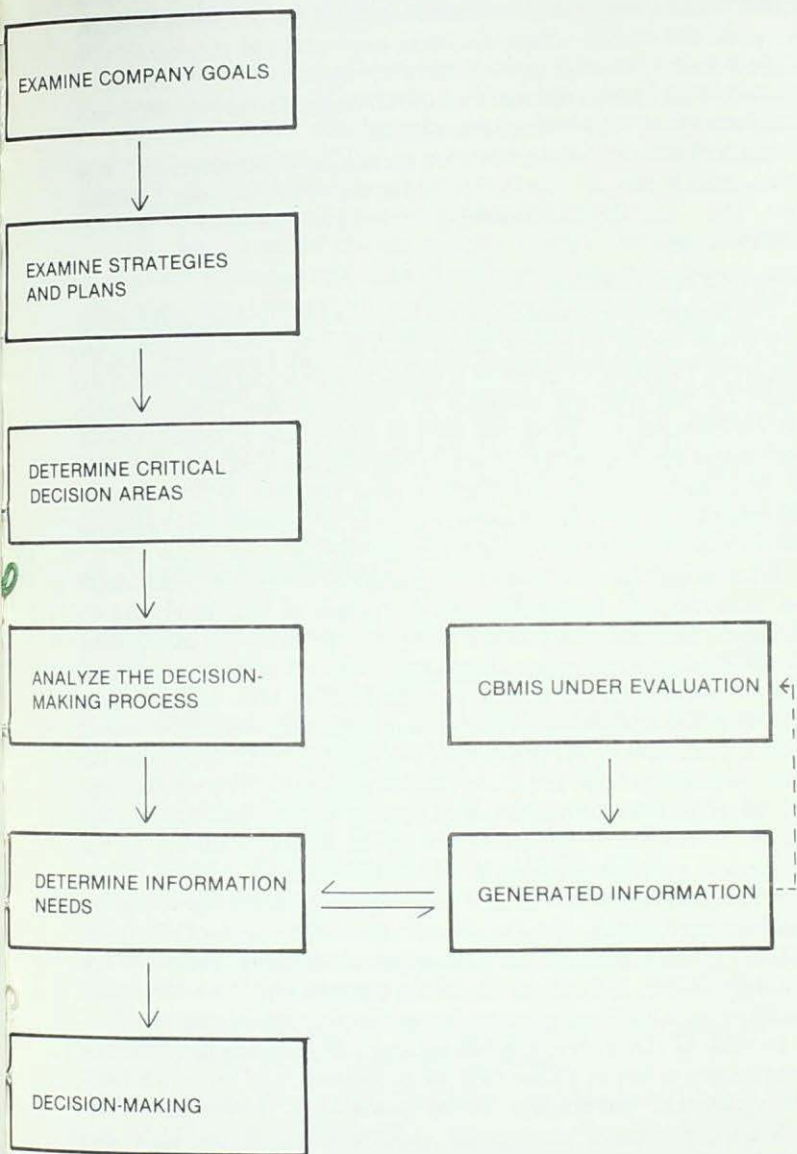 EXAMINE COMPANY GOALS
EXAMINE STRATEGIES
AND PLANS
DETERMINE CRITICAL
DECISION AREAS
ANALYZE THE DECISION-
MAKING PROCESS
CBMIS UNDER EVALUATION
DETERMINE INFORMATION
NEEDS
GENERATED INFORMATION
DECISION-MAKING